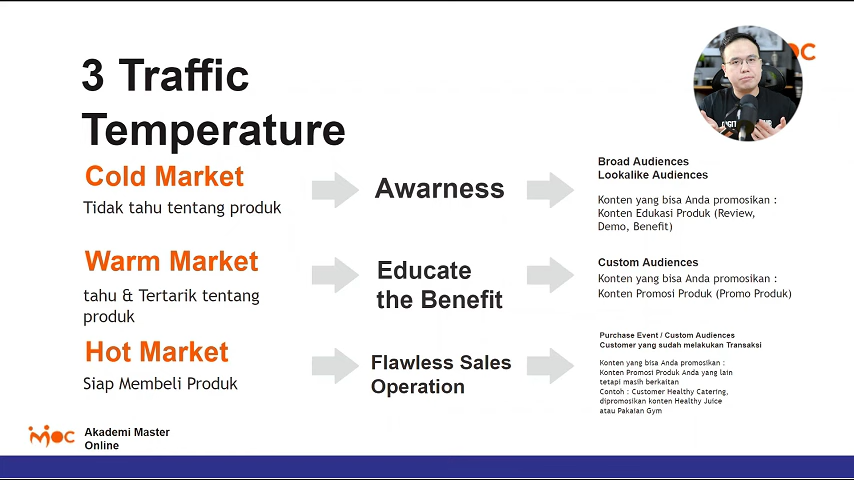 3 Traffic
Temperature
Cold Market
Tidak tahu tentang produk
Awarness
Broad Audiences
Lookalike Audiences
Konten yang bisa Anda promosikan :
Konten Edukasi Produk (Review,
Demo, Benefit)
Warm Market
tahu & Tertarik tentang
produk
Educate
the Benefit
Custom Audiences
Konten yang bisa Anda promosikan :
Konten Promosi Produk (Promo Produk)
Hot Market
Siap Membeli Produk
Flawless Sales
Operation
Purchase Event / Custom Audiences
Customer yang sudah melakukan Transaksi
Konten yang bisa Anda promosikan :
Konten Promosi Produk Anda yang lain
tetapi masih berkaitan
Contoh : Customer Healthy Catering,
dipromosikan konten Healthy Juice
atau Pakaian Gym
MOC
Akademi Master
Online